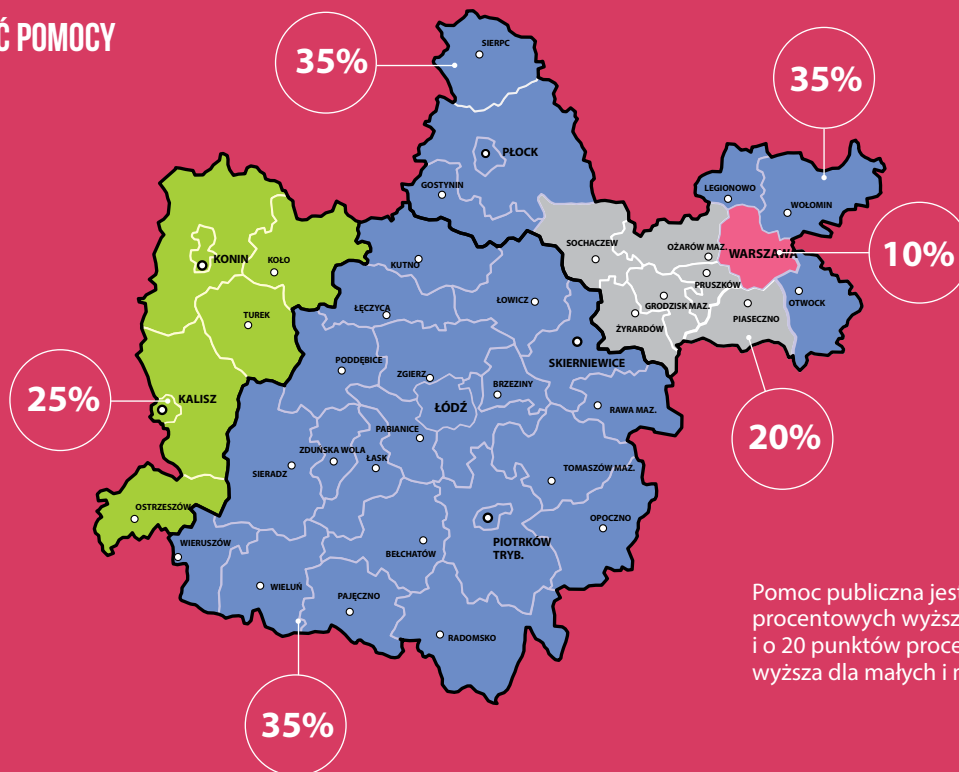 Ć POMOCY
35%
SIERPC
35%
PŁOCK
GOSTYNIN
LEGIONOWO
WOŁOMIN
SOCHACZEW
OŻARÓW MAZ.
WARSZAWA
10%
KONIN
KOŁO
KUTNO
PRUSZKÓW
ŁOWICZ
GRODZISK MAZ.
OTWOCK
ŁĘCZYCA
TUREK
ŻYRARDÓW
PIASECZNO
PODDĘBICE
SKIERNIEWICE
ZGIERZ
BRZEZINY
25%
KALISZ
ŁÓDŹ
RAWA MAZ.
PABIANICE
20%
ZDUŃSKA WOLA
ŁASK
SIERADZ
TOMASZÓW MAZ.
OSTRZESZÓW
OPOCZNO
WIERUSZÓW
PIOTRKÓW
TRYB.
BEŁCHATÓW
WIELUŃ
PAJĘCZNO
RADOMSKO
Pomoc publiczna jest
procentowych wyższ
i o 20 punktów proce
wyższa dla małych i
35%